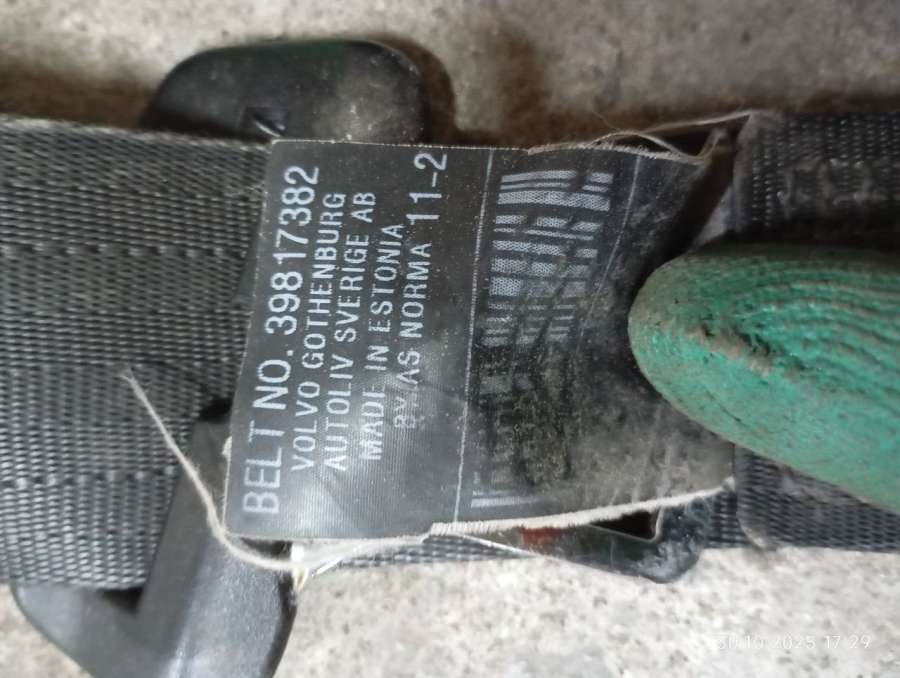 BELT NO. 39817382
VOLVO GOTHENBURG
AUTOLIV SVERIGE AB
MADE IN ESTONIA
BY AS NORMA 11-2
30 10 2025 17:29